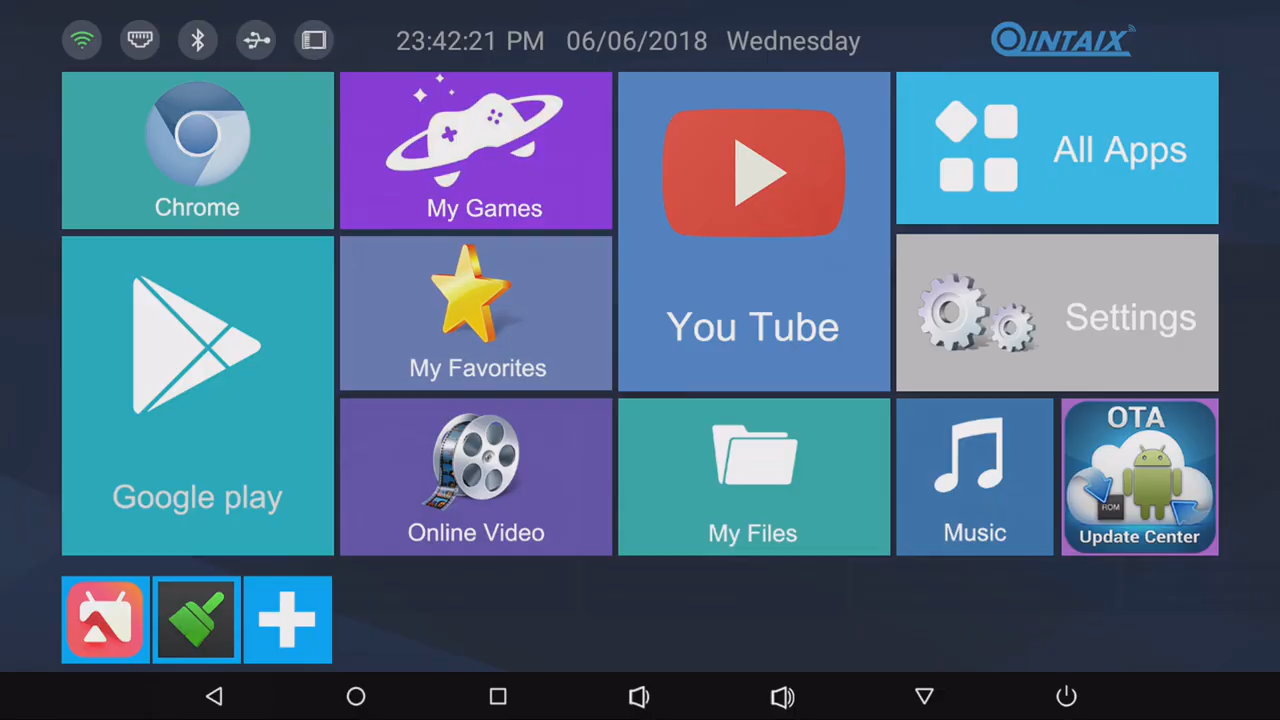 23:42:21 PM 06/06/2018 Wednesday
QINTAIX
Chrome
My Games
You Tube
All Apps
Google play
My Favorites
Settings
Online Video
My Files
Music
OTA
ROM
Update Center